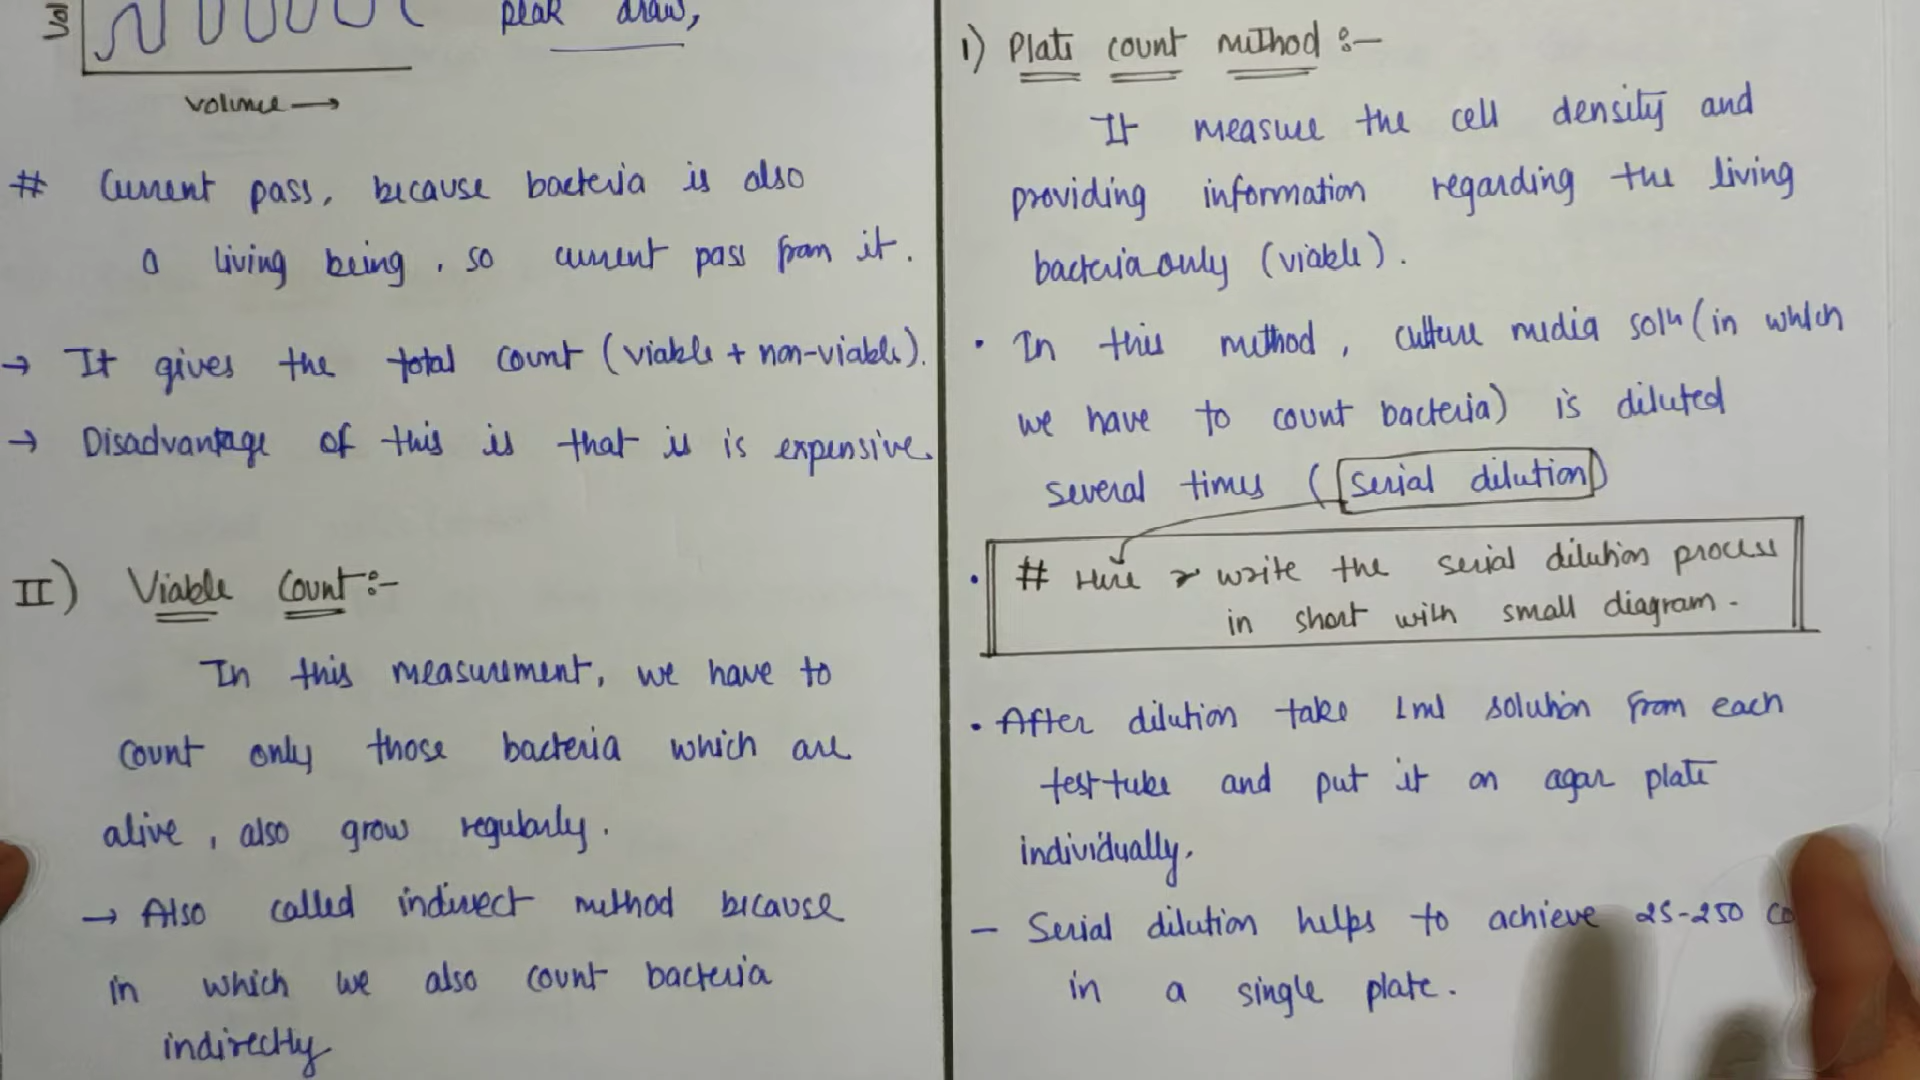 peak draw,
Vol
volume →
# Current pass, because bacteria is also
a living being, so current pass from it.
→ It gives the total count (viable + non-viable).
→ Disadvantage of this is that is is expensive.
II) Viable Count :-
In this measurement, we have to
count only those bacteria which are
alive, also grow regularly.
→ Also called indirect method because
in which we also count bacteria
indirectly
1) Plate count method :-
It measure the cell density and
providing information regarding the living
bacteria only (viable).
• In this method, culture media solⁿ (in which
we have to count bacteria) is diluted
several times (serial dilution)
• # Here write the serial dilution process
in short with small diagram -
• After dilution take 1ml solution from each
test tube and put it on agar plate
individually.
- Serial dilution helps to achieve 25-250 co
in a single plate.